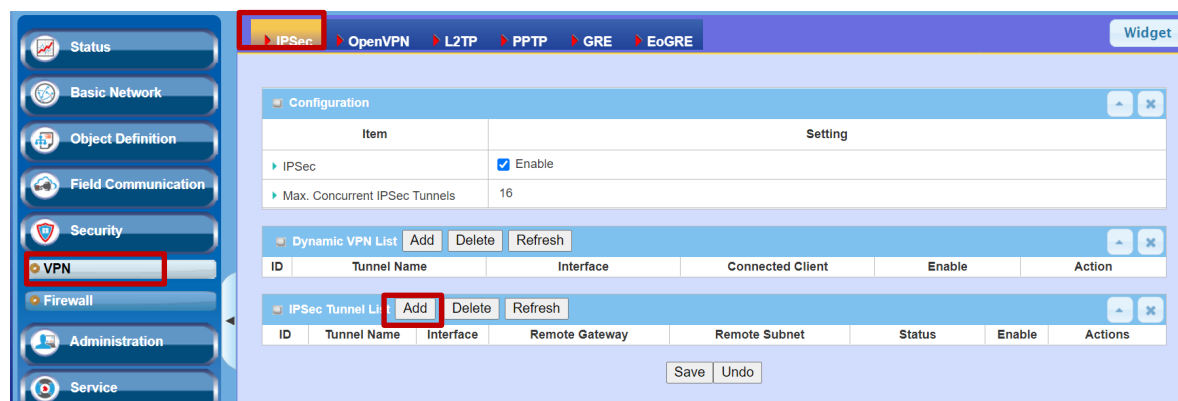 IPSec OpenVPN L2TP PPTP GRE EoGRE Widget
Status
Basic Network
Object Definition
Field Communication
Security
VPN
Firewall
Administration
Service
Configuration
Item Setting
IPSec Enable
Max. Concurrent IPSec Tunnels 16
Dynamic VPN List Add Delete Refresh
ID Tunnel Name Interface Connected Client Enable Action
IPSec Tunnel List Add Delete Refresh
ID Tunnel Name Interface Remote Gateway Remote Subnet Status Enable Actions
Save Undo